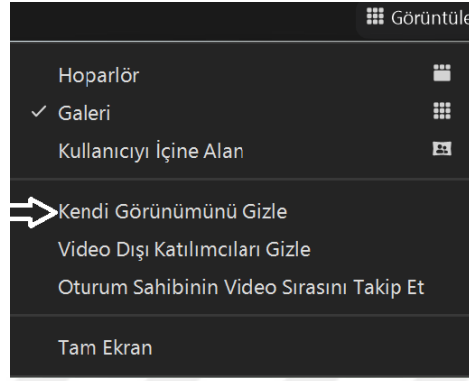 Görüntüle
Hoparlör
Galeri
Kullanıcıyı İçine Alan
Kendi Görünümünü Gizle
Video Dışı Katılımcıları Gizle
Oturum Sahibinin Video Sırasını Takip Et
Tam Ekran